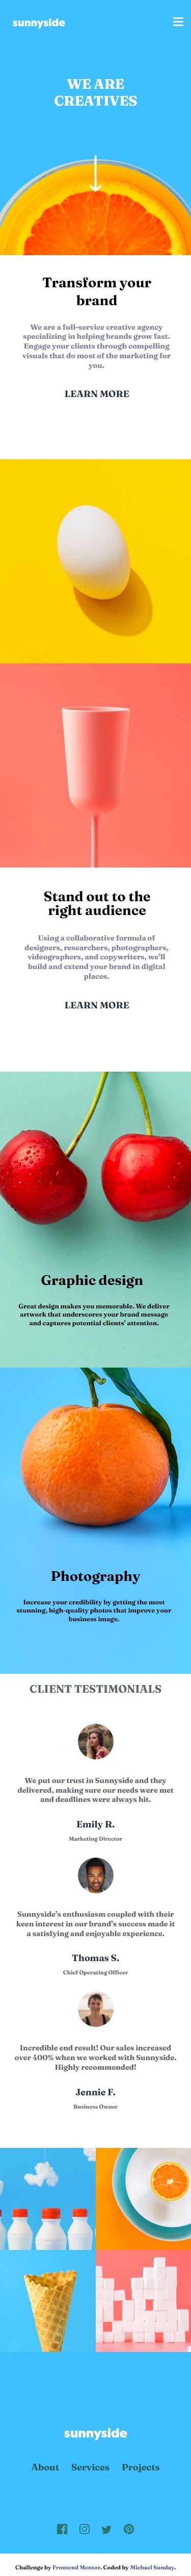 sunnyside
WE ARE
CREATIVES
Transform your
brand
We are a full-service creative agency
specializing in helping brands grow fast.
Engage your clients through compelling
visuals that do most of the marketing for
you.
LEARN MORE
Stand out to the
right audience
Using a collaborative formula of
designers, researchers, photographers,
videographers, and copywriters, we'll
build and extend your brand in digital
places.
LEARN MORE
Graphic design
Great design makes you memorable. We deliver
artwork that underscores your brand message
and captures potential clients' attention.
Photography
Increase your credibility by getting the most
stunning, high-quality photos that improve your
business image.
CLIENT TESTIMONIALS
We put our trust in Sunnyside and they
delivered, making sure our needs were met
and deadlines were always hit.
Emily R.
Marketing Director
Sunnyside's enthusiasm coupled with their
keen interest in our brand's success made it
a satisfying and enjoyable experience.
Thomas S.
Chief Operating Officer
Incredible end result! Our sales increased
over 400% when we worked with Sunnyside.
Highly recommended!
Jennie F.
Business Owner
sunnyside
About Services Projects
Challenge by Frontend Mentor. Coded by Michael Sunday.